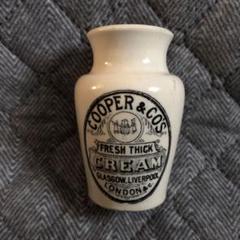 COOPER & CO'S
FRESH THICK
CREAM
GLASGOW, LIVERPOOL
LONDON &c.